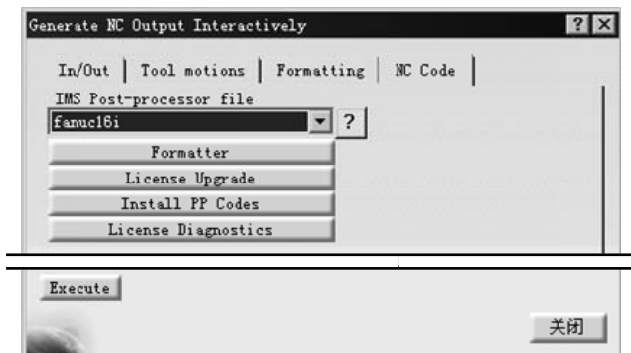 Generate NC Output Interactively ? ×
In/Out Tool motions Formatting NC Code
IMS Post-processor file
fanuc16i ?
Formatter
License Upgrade
Install PP Codes
License Diagnostics
Execute
关闭